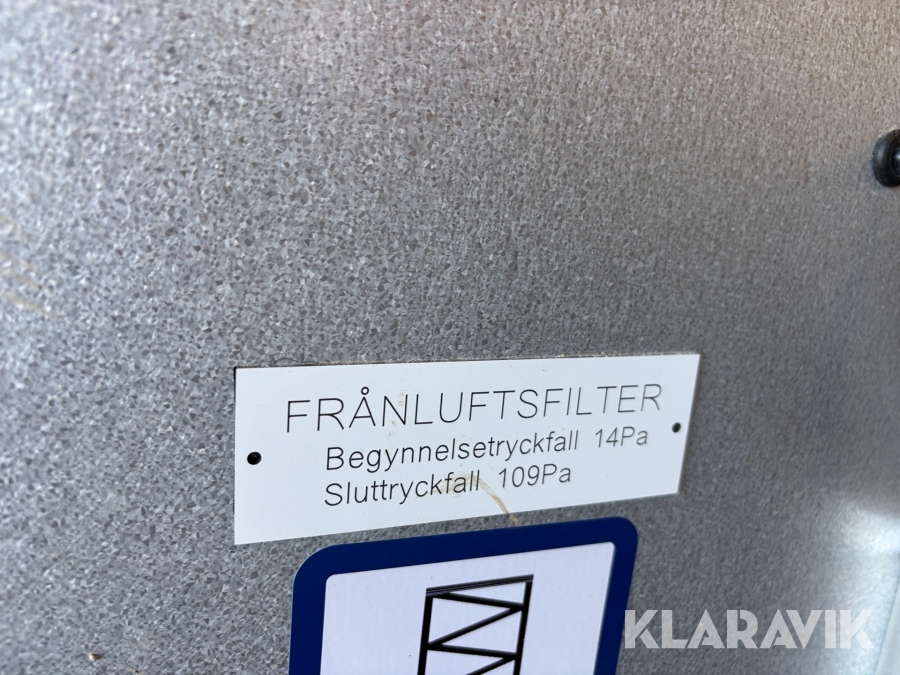 FRÅNLUFTSFILTER
Begynnelsetryckfall 14Pa
Sluttryckfall 109Pa
KLARAVIK